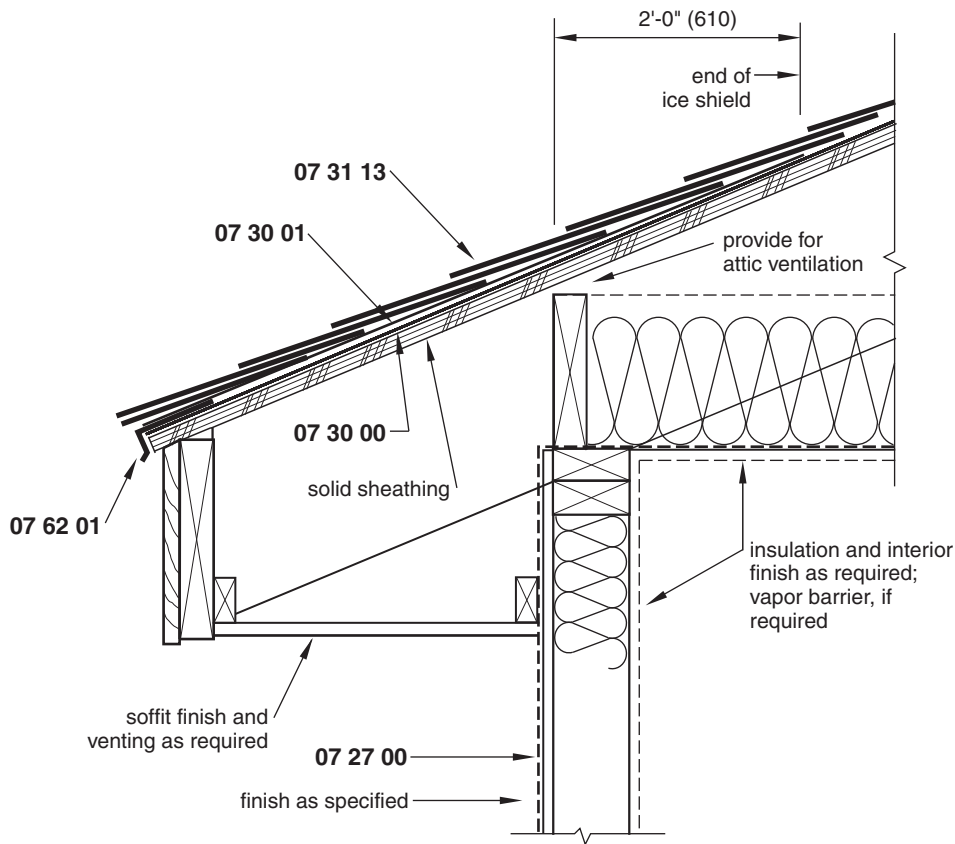 2'-0" (610)
end of
ice shield
07 31 13
07 30 01
provide for
attic ventilation
07 30 00
solid sheathing
07 62 01
insulation and interior
finish as required;
vapor barrier, if
required
soffit finish and
venting as required
07 27 00
finish as specified